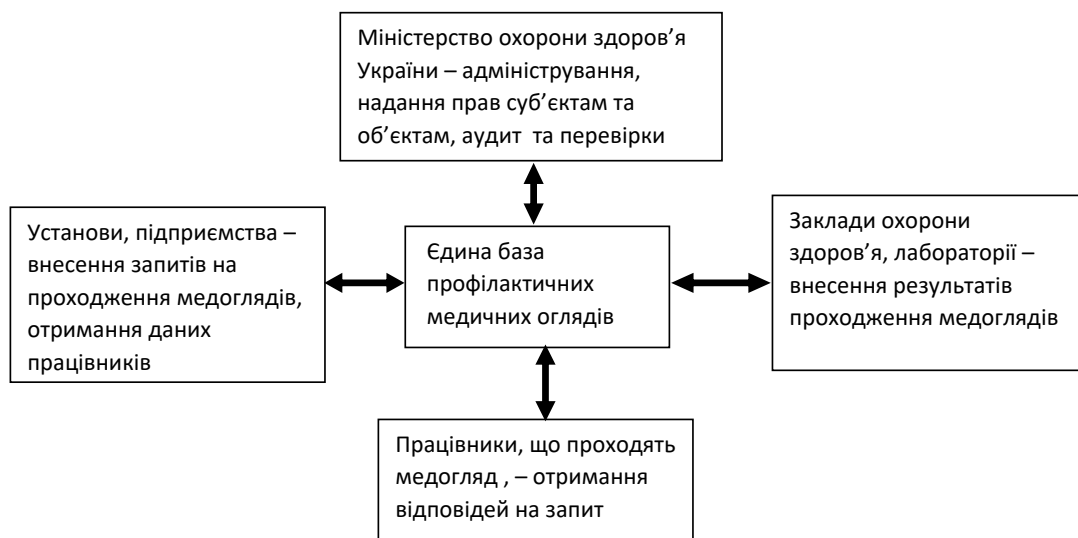 Міністерство охорони здоров’я
України – адміністрування,
надання прав суб’єктам та
об’єктам, аудит та перевірки
Установи, підприємства –
внесення запитів на
проходження медоглядів,
отримання даних
працівників
Єдина база
профілактичних
медичних оглядів
Заклади охорони
здоров’я, лабораторії –
внесення результатів
проходження медоглядів
Працівники, що проходять
медогляд , – отримання
відповідей на запит